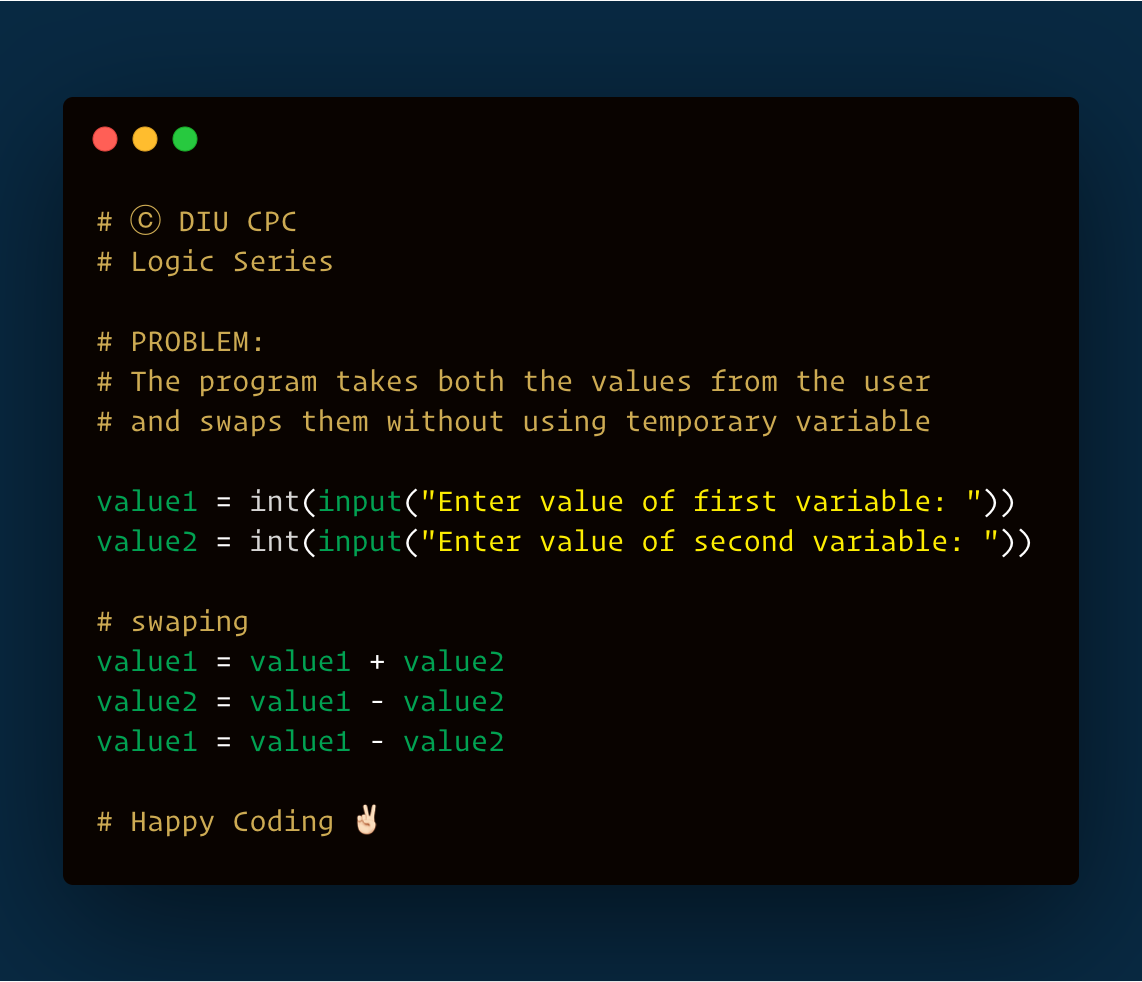 # ⓒ DIU CPC
# Logic Series
# PROBLEM:
# The program takes both the values from the user
# and swaps them without using temporary variable
value1 = int(input("Enter value of first variable: "))
value2 = int(input("Enter value of second variable: "))
# swaping
value1 = value1 + value2
value2 = value1 - value2
value1 = value1 - value2
# Happy Coding ✌🏻